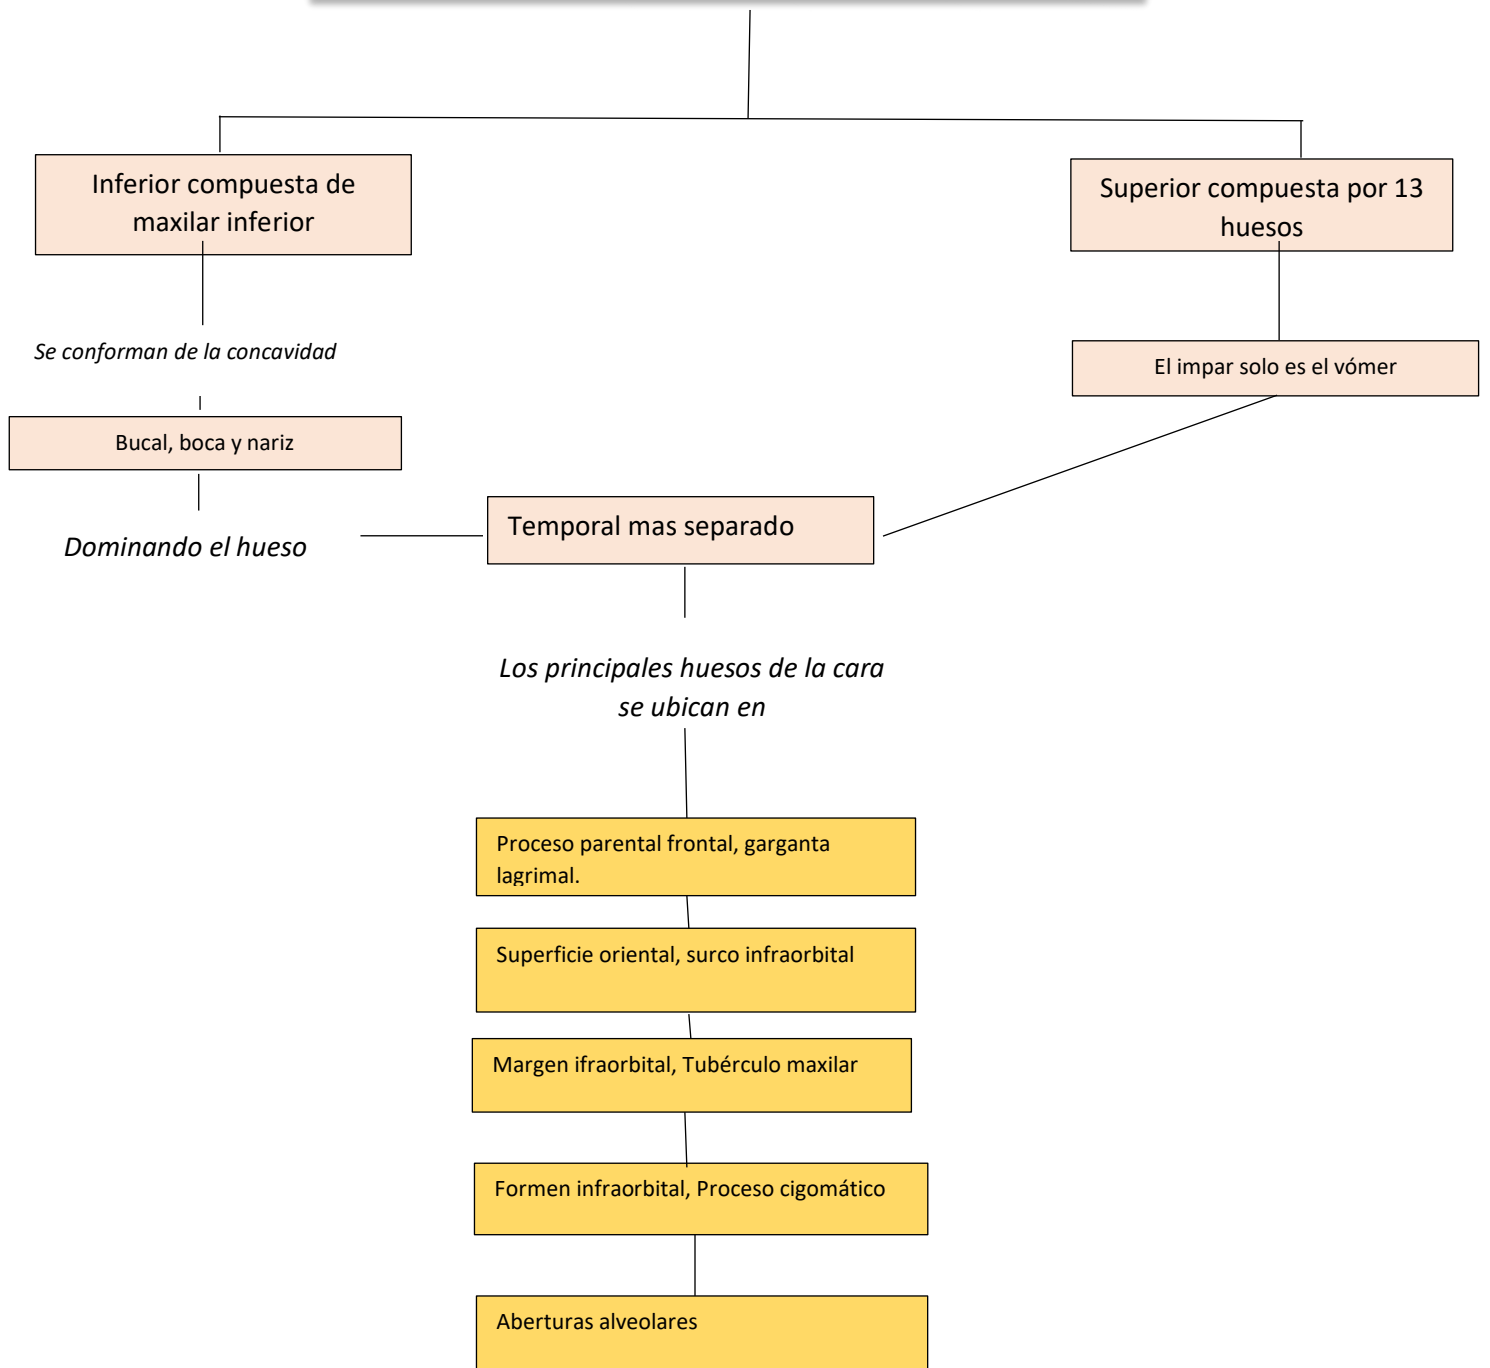 Inferior compuesta de
maxilar inferior
Superior compuesta por 13
huesos
Se conforman de la concavidad
El impar solo es el vómer
Bucal, boca y nariz
Dominando el hueso
Temporal mas separado
Los principales huesos de la cara
se ubican en
Proceso parental frontal, garganta
lagrimal.
Superficie oriental, surco infraorbital
Margen ifraorbital, Tubérculo maxilar
Formen infraorbital, Proceso cigomático
Aberturas alveolares